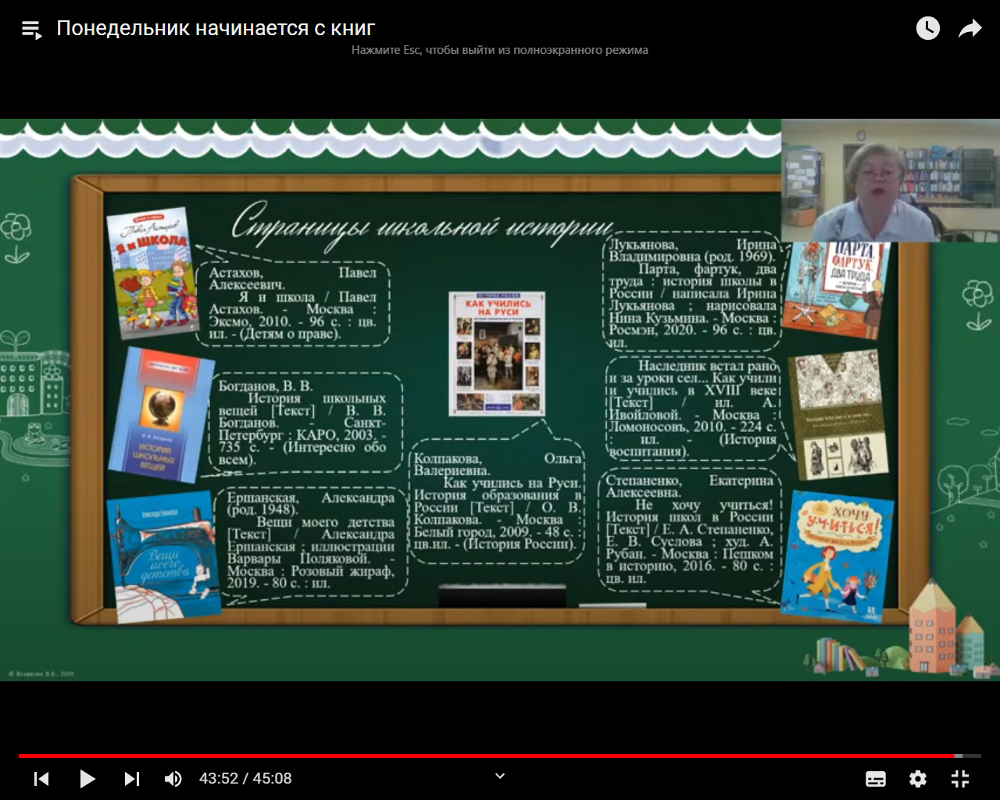 Понедельник начинается с книг
Нажмите Esc, чтобы выйти из полноэкранного режима
Страницы школьной истории
Павел Астахов
Я и ШКОЛА
Астахов, Павел
Алексеевич.
Я и школа / Павел
Астахов. - Москва :
Эксмо, 2010. - 96 с. : цв.
ил. - (Детям о праве).
ИСТОРИЯ
ШКОЛЬНЫХ
ВЕЩЕЙ
Богданов, В. В.
История школьных
вещей [Текст] / В. В.
Богданов. - Санкт-
Петербург : КАРО, 2003. -
735 с. - (Интересно обо
всем).
Вещи
моего
детства
Ершанская, Александра
(род. 1948).
Вещи моего детства
[Текст] / Александра
Ершанская ; иллюстрации
Варвары Поляковой. -
Москва : Розовый жираф,
2019. - 80 с. : ил.
ИСТОРИЯ РОССИИ
КАК УЧИЛИСЬ
НА РУСИ
Колпакова, Ольга
Валериевна.
Как учились на Руси.
История образования в
России [Текст] / О. В.
Колпакова. - Москва :
Белый город, 2009. - 48 с. :
цв.ил. - (История России).
Лукьянова, Ирина
Владимировна (род. 1969).
Парта, фартук, два
труда : история школы в
России / написала Ирина
Лукьянова ; нарисовала
Нина Кузьмина. - Москва :
Росмэн, 2020. - 96 с. : цв.
ил.
ПАРТА,
ФАРТУК,
ДВА ТРУДА
Наследник встал рано
и за уроки сел... Как учили
и учились в XVIII веке
[Текст] / ил. А.
Ивойловой. - Москва :
Ломоносовъ, 2010. - 224 с.
: ил. - (История
воспитания).
Степаненко, Екатерина
Алексеевна.
Не хочу учиться!
История школ в России
[Текст] / Е. А. Степаненко,
Е. В. Суслова ; худ. А.
Рубан. - Москва : Пешком
в историю, 2016. - 80 с. :
цв. ил.
ХОЧУ
УЧИТЬСЯ!
43:52 / 45:08